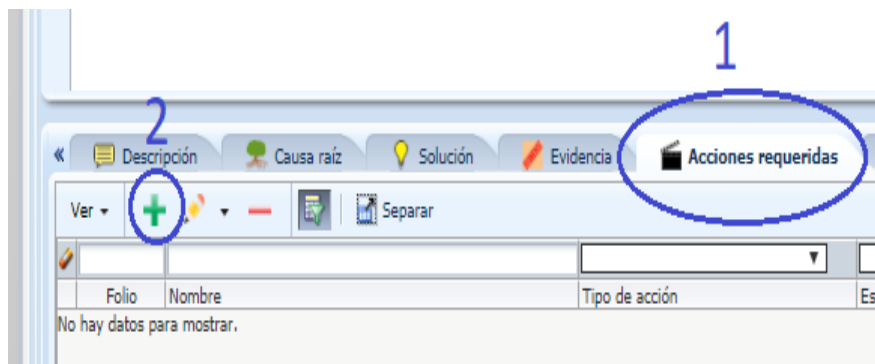 1
2
« Descripción Causa raíz Solución Evidencia Acciones requeridas
Ver Separar
Folio Nombre Tipo de acción Es
No hay datos para mostrar.